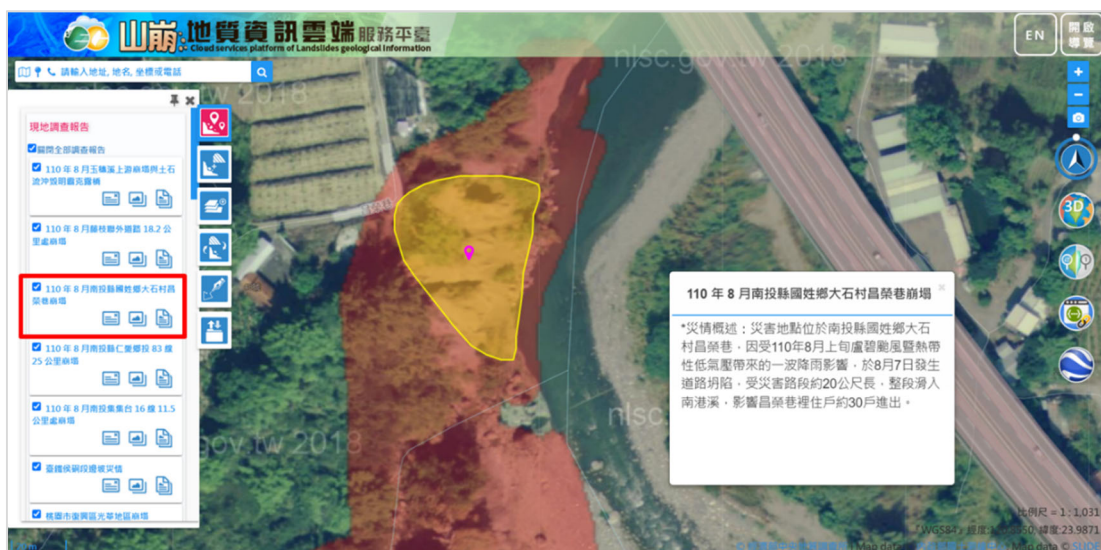 山崩地質資訊雲端服務平臺
Cloud services platform of Landslides geological Information
EN
開啟
導覽
請輸入地址, 地名, 坐標或電話
nlsc.gov.tw 2018
現地調查報告
關閉全部調查報告
110 年 8 月玉穗溪上游崩塌與土石
流沖毀明霸克露橋
110 年 8 月藤枝聯外道路 18.2 公
里處崩塌
110 年 8 月南投縣國姓鄉大石村昌
榮巷崩塌
110 年 8 月南投縣仁愛鄉投 83 線
25 公里崩塌
110 年 8 月南投集集台 16 線 11.5
公里處崩塌
臺鐵侯硐段邊坡災情
桃園市復興區光華地區崩塌
3D
110 年 8 月南投縣國姓鄉大石村昌榮巷崩塌
*災情概述：災害地點位於南投縣國姓鄉大石
村昌榮巷，因受110年8月上旬盧碧颱風暨熱帶
性低氣壓帶來的一波降雨影響，於8月7日發生
道路坍陷，受災害路段約20公尺長，整段滑入
南港溪，影響昌榮巷裡住戶約30戶進出。
nlsc
gov.tw 2018
比例尺 = 1 : 1,031
緯度:23.9871